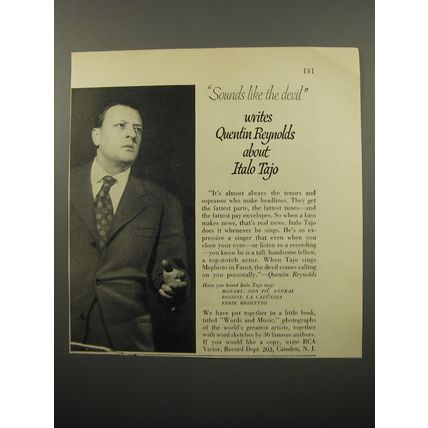 181
"Sounds like the devil"
writes
Quentin Reynolds
about
Italo Tajo
"It's almost always the tenors and
sopranos who make headlines. They get
the fattest parts, the fattest tunes—and
the fattest pay envelopes. So when a bass
makes news, that's real news. Italo Tajo
does it whenever he sings. He's so ex-
pressive a singer that even when you
close your eyes—or listen to a recording
—you know he is a tall, handsome fellow,
a top-notch actor. When Tajo sings
Mephisto in Faust, the devil comes calling
on you personally."—Quentin Reynolds
Have you heard Italo Tajo sing:
MOZART: NON PIÙ ANDRAI
ROSSINI: LA CALUNNIA
VERDI: RIGOLETTO
We have put together in a little book,
titled "Words and Music," photographs
of the world's greatest artists, together
with word sketches by 36 famous authors.
If you would like a copy, write RCA
Victor, Record Dept. 203, Camden, N. J.